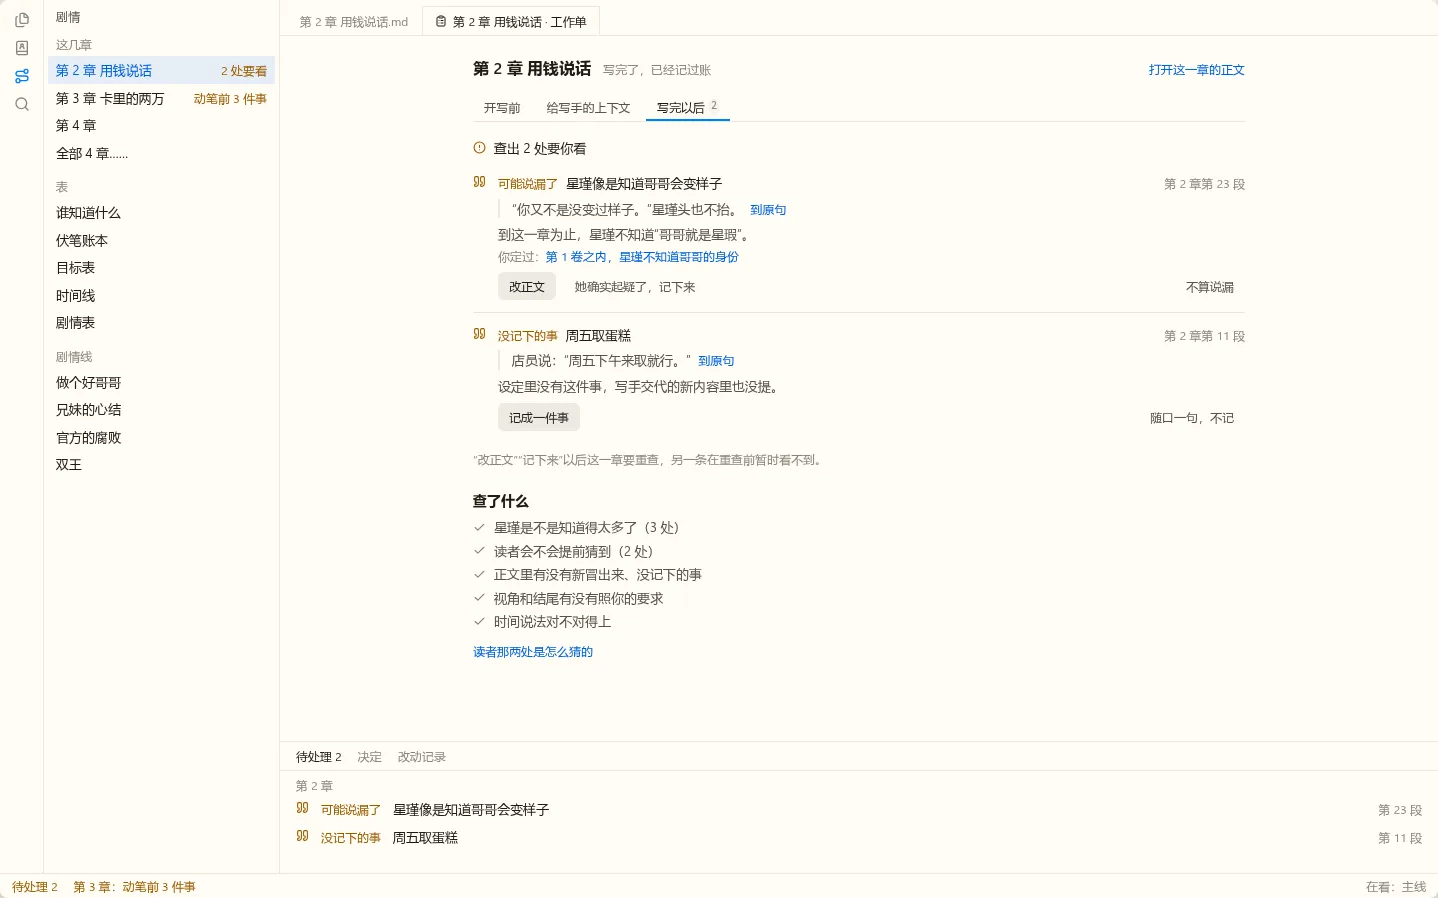 剧情
这几章
第 2 章 用钱说话 2 处要看
第 3 章 卡里的两万 动笔前 3 件事
第 4 章
全部 4 章……
表
谁知道什么
伏笔账本
目标表
时间线
剧情表
剧情线
做个好哥哥
兄妹的心结
官方的腐败
双王
第 2 章 用钱说话.md
第 2 章 用钱说话 · 工作单
第 2 章 用钱说话 写完了，已经记过账 打开这一章的正文
开写前 给写手的上下文 写完以后 2
查出 2 处要你看
可能说漏了 星瑾像是知道哥哥会变样子 第 2 章第 23 段
“你又不是没变过样子。”星瑾头也不抬。 到原句
到这一章为止，星瑾不知道“哥哥就是星瑕”。
你定过：第 1 卷之内，星瑾不知道哥哥的身份
改正文 她确实起疑了，记下来 不算说漏
没记下的事 周五取蛋糕 第 2 章第 11 段
店员说：“周五下午来取就行。” 到原句
设定里没有这件事，写手交代的新内容里也没提。
记成一件事 随口一句，不记
“改正文”“记下来”以后这一章要重查，另一条在重查前暂时看不到。
查了什么
星瑾是不是知道得太多了（3 处）
读者会不会提前猜到（2 处）
正文里有没有新冒出来、没记下的事
视角和结尾有没有照你的要求
时间说法对不对得上
读者那两处是怎么猜的
待处理 2 决定 改动记录
第 2 章
可能说漏了 星瑾像是知道哥哥会变样子 第 23 段
没记下的事 周五取蛋糕 第 11 段
待处理 2 第 3 章：动笔前 3 件事 在看：主线